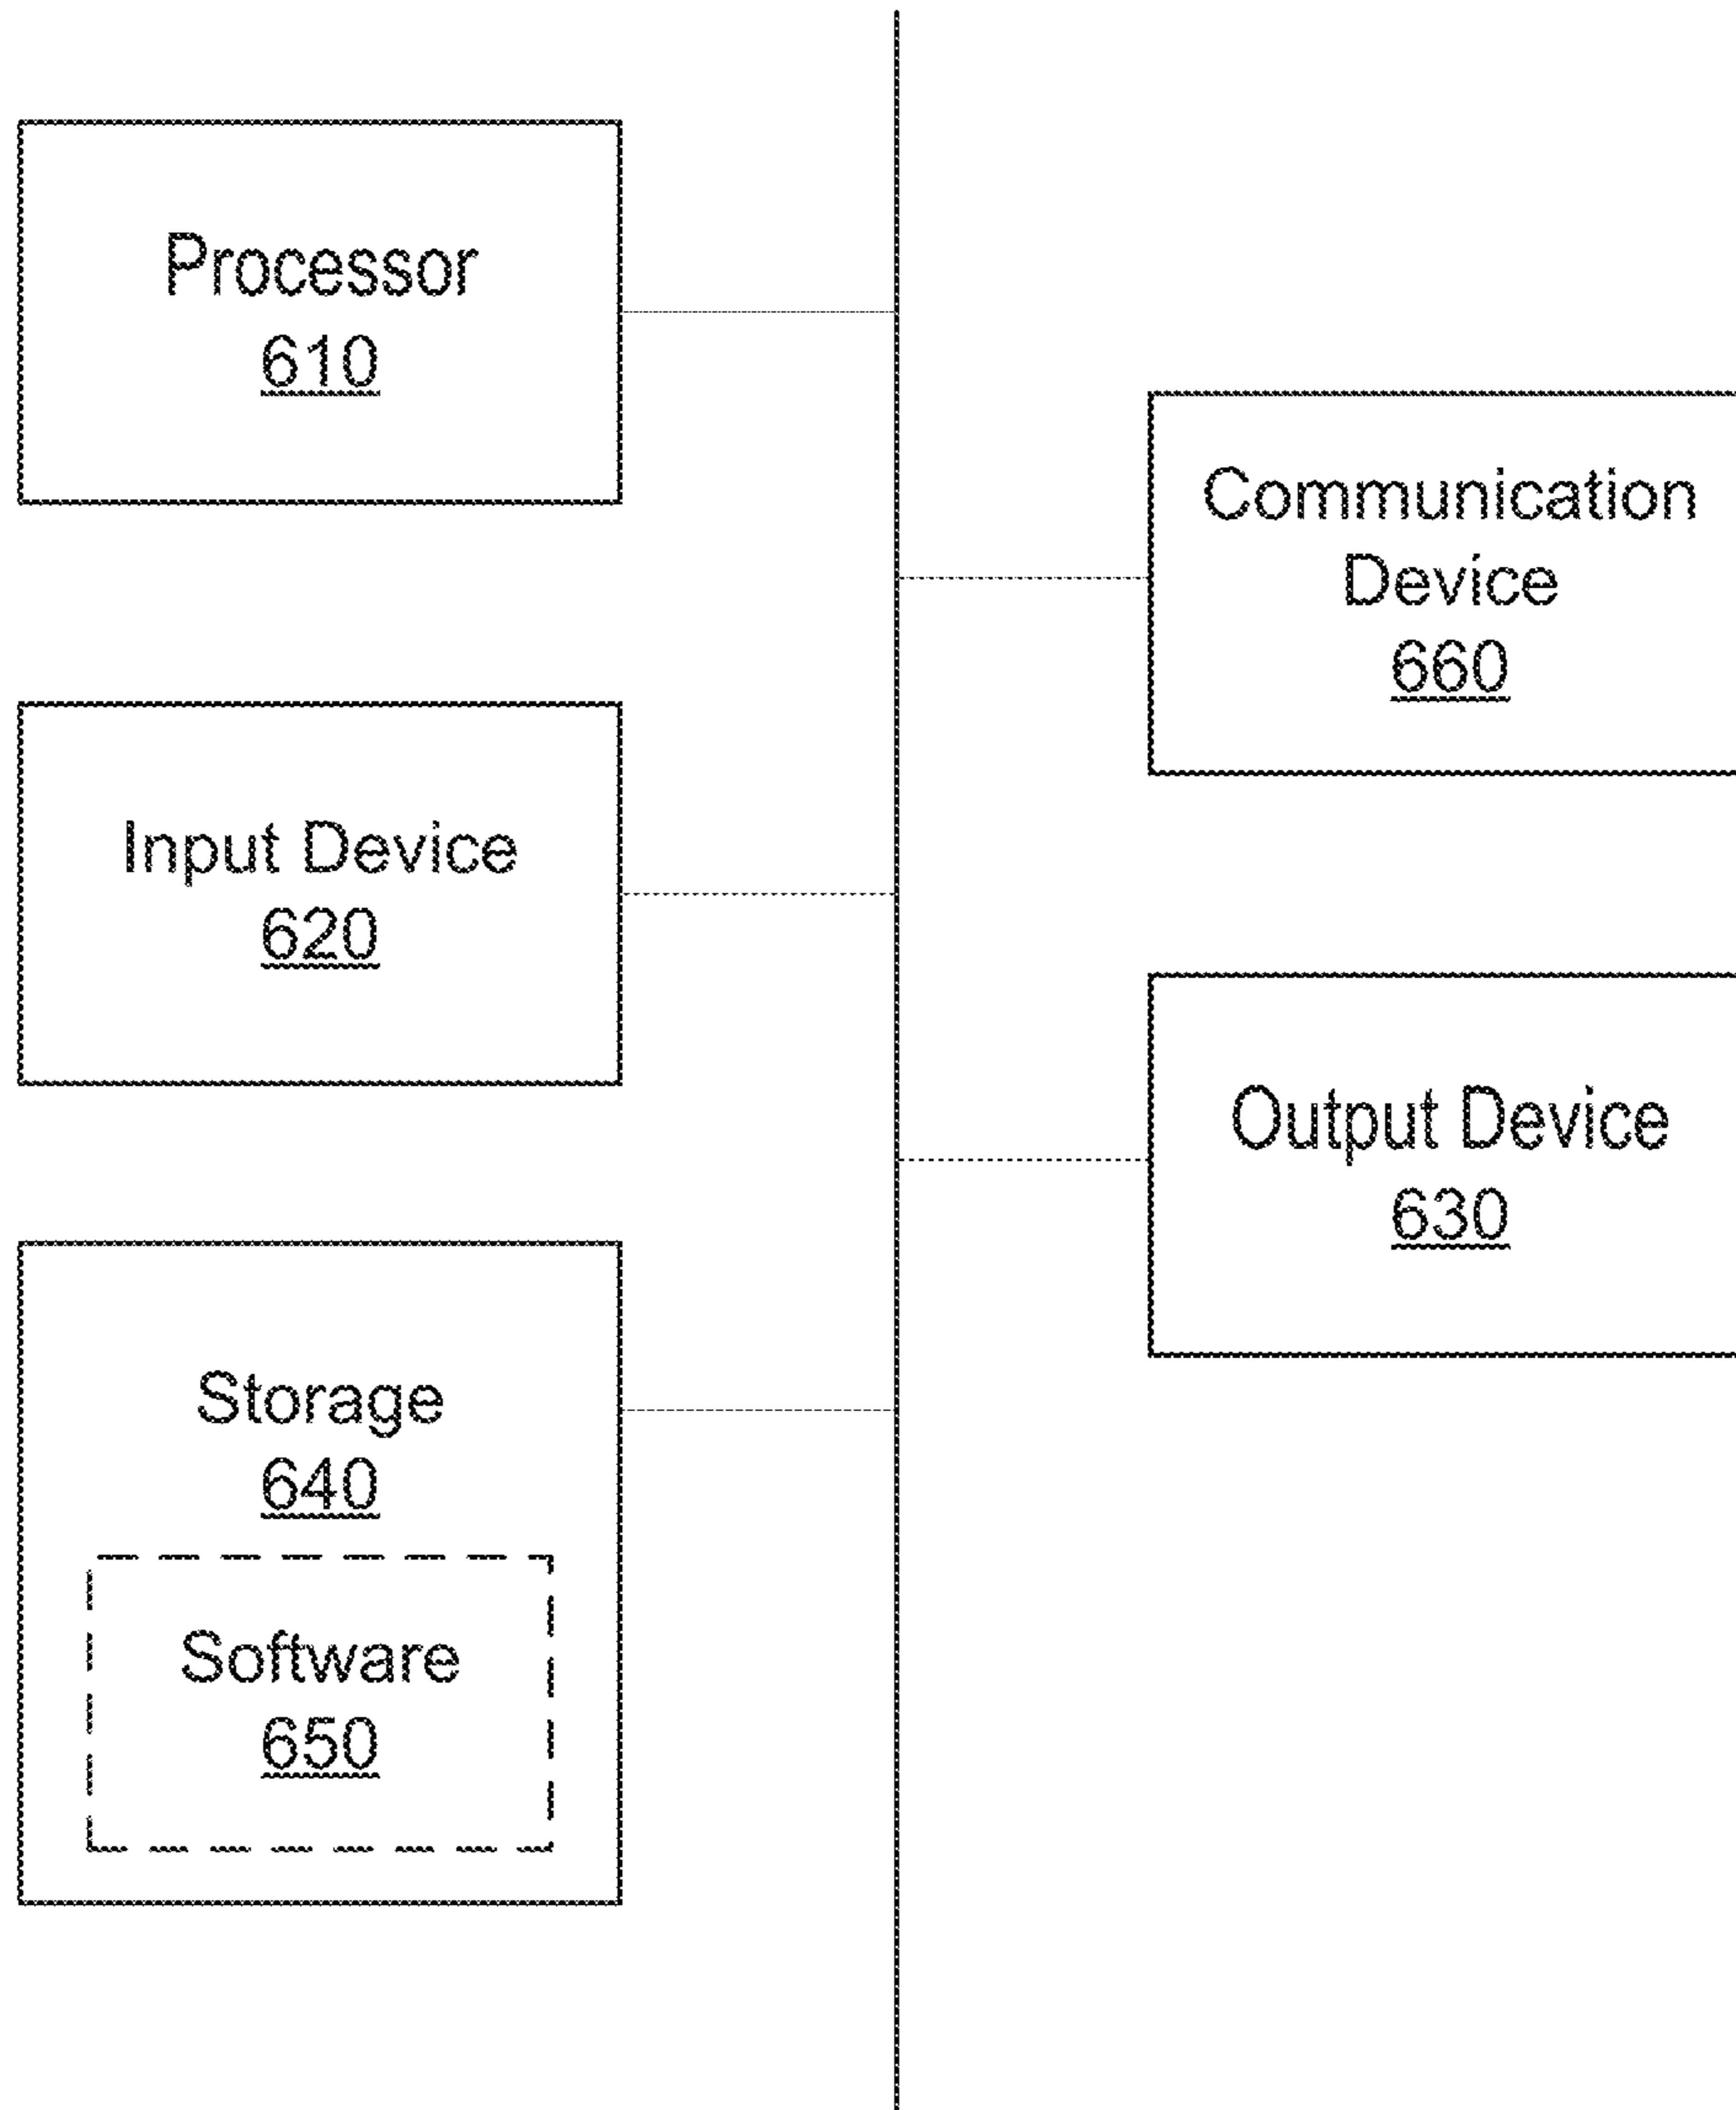 Processor
610
Input Device
620
Storage
640
Software
650
Communication
Device
660
Output Device
630